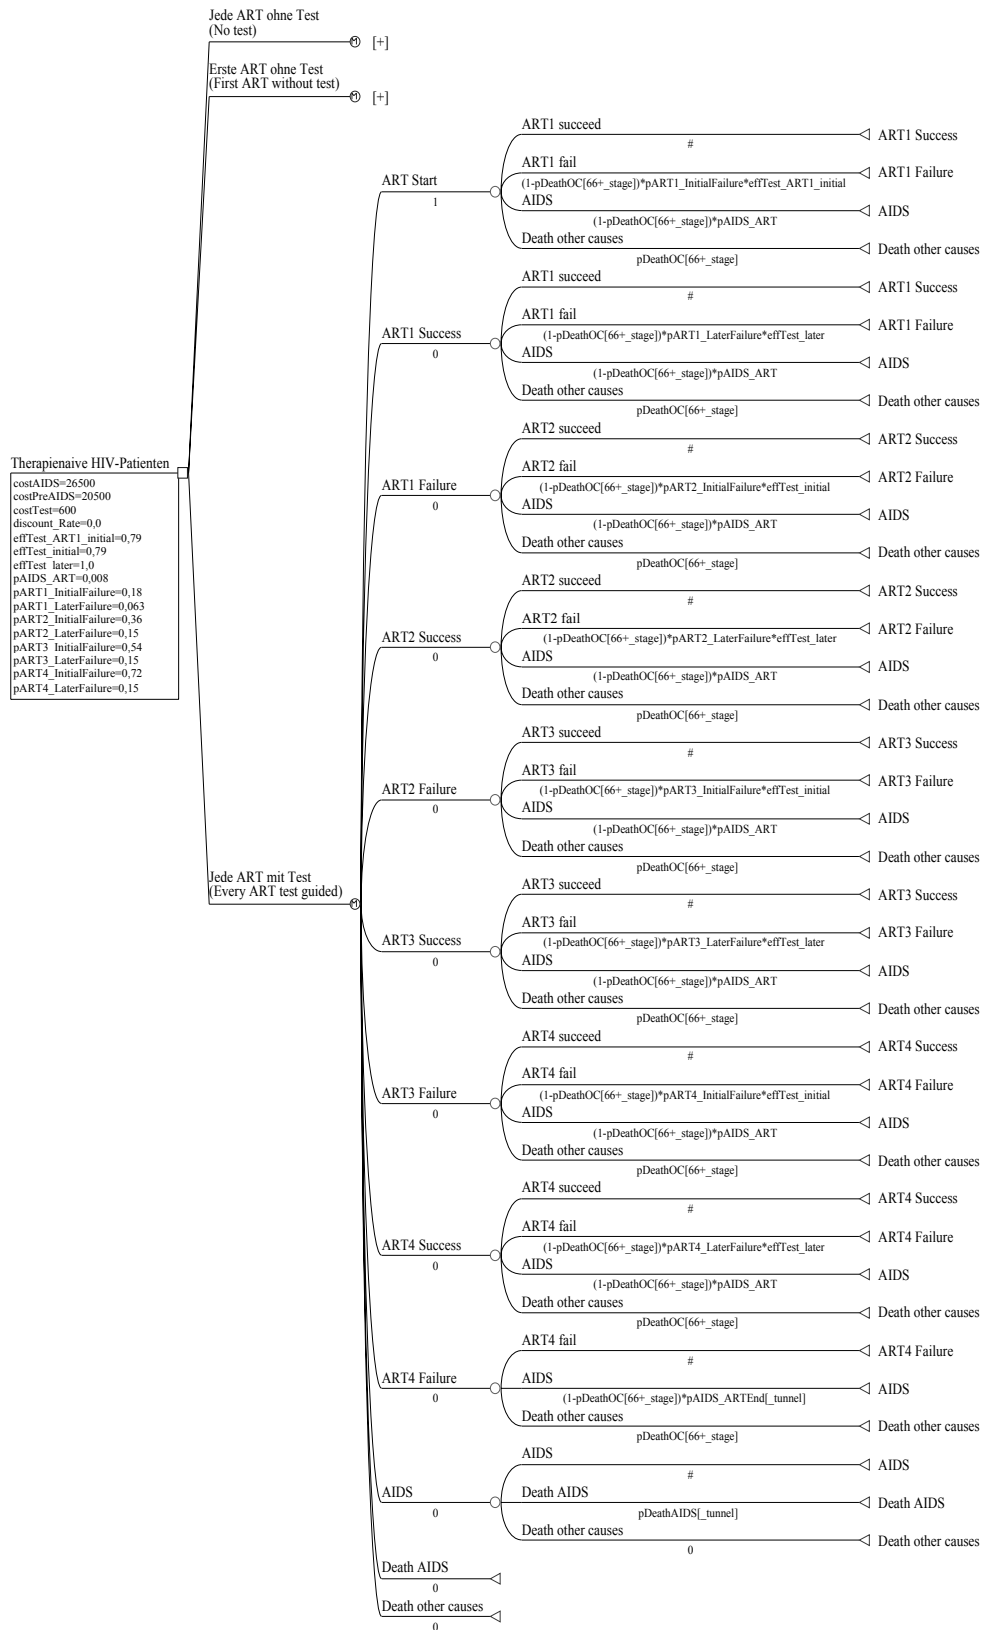 Jede ART ohne Test
(No test)
[+]
Erste ART ohne Test
(First ART without test)
[+]
Therapienaive HIV-Patienten
costAIDS=26500
costPreAIDS=20500
costTest=600
discount_Rate=0,0
effTest_ART1_initial=0,79
effTest_initial=0,79
effTest_later=1,0
pAIDS_ART=0,008
pART1_InitialFailure=0,18
pART1_LaterFailure=0,063
pART2_InitialFailure=0,36
pART2_LaterFailure=0,15
pART3_InitialFailure=0,54
pART3_LaterFailure=0,15
pART4_InitialFailure=0,72
pART4_LaterFailure=0,15
Jede ART mit Test
(Every ART test guided)
ART Start
1
ART1 succeed
#
ART1 Success
ART1 fail
(1-pDeathOC[66+_stage])*pART1_InitialFailure*effTest_ART1_initial
ART1 Failure
AIDS
(1-pDeathOC[66+_stage])*pAIDS_ART
AIDS
Death other causes
pDeathOC[66+_stage]
Death other causes
ART1 Success
0
ART1 succeed
#
ART1 Success
ART1 fail
(1-pDeathOC[66+_stage])*pART1_LaterFailure*effTest_later
ART1 Failure
AIDS
(1-pDeathOC[66+_stage])*pAIDS_ART
AIDS
Death other causes
pDeathOC[66+_stage]
Death other causes
ART1 Failure
0
ART2 succeed
#
ART2 Success
ART2 fail
(1-pDeathOC[66+_stage])*pART2_InitialFailure*effTest_initial
ART2 Failure
AIDS
(1-pDeathOC[66+_stage])*pAIDS_ART
AIDS
Death other causes
pDeathOC[66+_stage]
Death other causes
ART2 Success
0
ART2 succeed
#
ART2 Success
ART2 fail
(1-pDeathOC[66+_stage])*pART2_LaterFailure*effTest_later
ART2 Failure
AIDS
(1-pDeathOC[66+_stage])*pAIDS_ART
AIDS
Death other causes
pDeathOC[66+_stage]
Death other causes
ART2 Failure
0
ART3 succeed
#
ART3 Success
ART3 fail
(1-pDeathOC[66+_stage])*pART3_InitialFailure*effTest_initial
ART3 Failure
AIDS
(1-pDeathOC[66+_stage])*pAIDS_ART
AIDS
Death other causes
pDeathOC[66+_stage]
Death other causes
ART3 Success
0
ART3 succeed
#
ART3 Success
ART3 fail
(1-pDeathOC[66+_stage])*pART3_LaterFailure*effTest_later
ART3 Failure
AIDS
(1-pDeathOC[66+_stage])*pAIDS_ART
AIDS
Death other causes
pDeathOC[66+_stage]
Death other causes
ART3 Failure
0
ART4 succeed
#
ART4 Success
ART4 fail
(1-pDeathOC[66+_stage])*pART4_InitialFailure*effTest_initial
ART4 Failure
AIDS
(1-pDeathOC[66+_stage])*pAIDS_ART
AIDS
Death other causes
pDeathOC[66+_stage]
Death other causes
ART4 Success
0
ART4 succeed
#
ART4 Success
ART4 fail
(1-pDeathOC[66+_stage])*pART4_LaterFailure*effTest_later
ART4 Failure
AIDS
(1-pDeathOC[66+_stage])*pAIDS_ART
AIDS
Death other causes
pDeathOC[66+_stage]
Death other causes
ART4 Failure
0
ART4 fail
#
ART4 Failure
AIDS
(1-pDeathOC[66+_stage])*pAIDS_ARTEnd[_tunnel]
AIDS
Death other causes
pDeathOC[66+_stage]
Death other causes
AIDS
0
AIDS
#
AIDS
Death AIDS
pDeathAIDS[_tunnel]
Death AIDS
Death other causes
0
Death other causes
Death AIDS
0
Death other causes
0